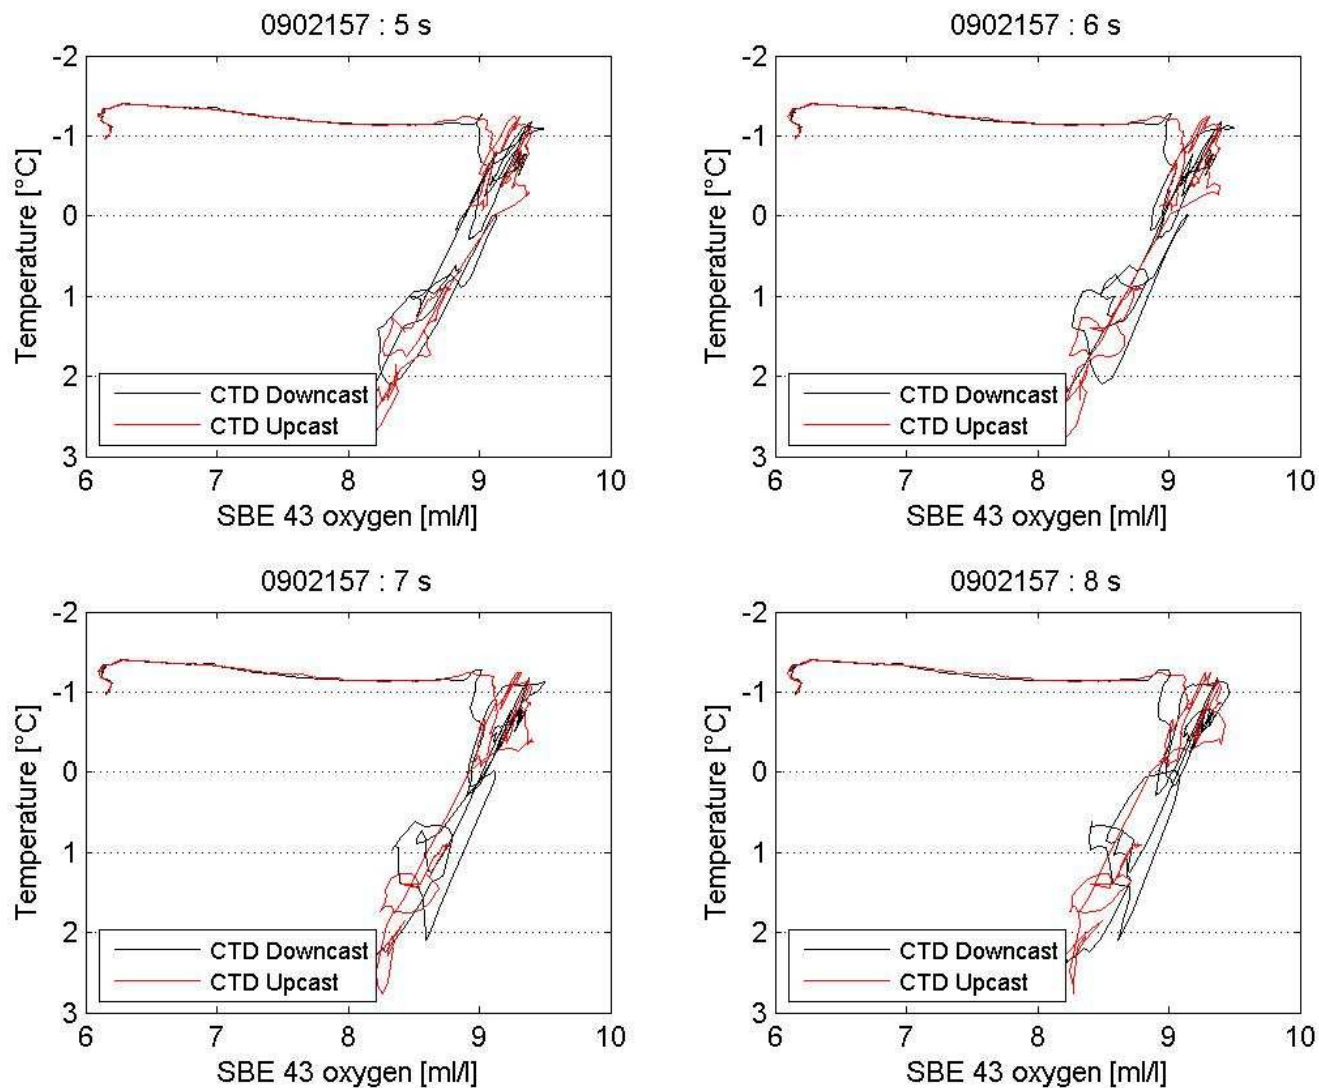 0902157 : 5 s
-2
-1
0
1
2
3
Temperature [°C]
CTD Downcast
CTD Upcast
6 7 8 9 10
SBE 43 oxygen [ml/l]
0902157 : 6 s
-2
-1
0
1
2
3
Temperature [°C]
CTD Downcast
CTD Upcast
6 7 8 9 10
SBE 43 oxygen [ml/l]
0902157 : 7 s
-2
-1
0
1
2
3
Temperature [°C]
CTD Downcast
CTD Upcast
6 7 8 9 10
SBE 43 oxygen [ml/l]
0902157 : 8 s
-2
-1
0
1
2
3
Temperature [°C]
CTD Downcast
CTD Upcast
6 7 8 9 10
SBE 43 oxygen [ml/l]